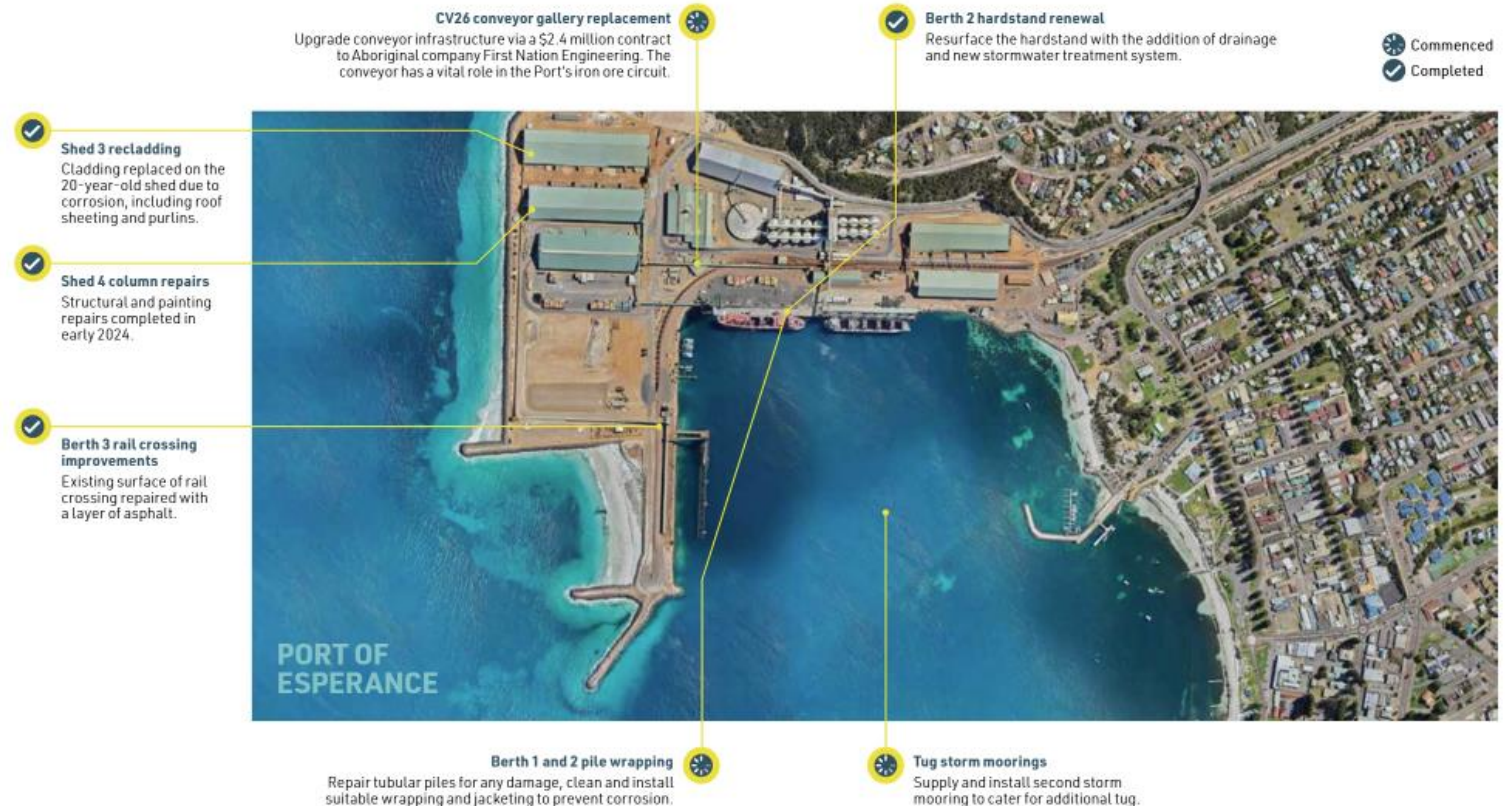 CV26 conveyor gallery replacement
Upgrade conveyor infrastructure via a $2.4 million contract
to Aboriginal company First Nation Engineering. The
conveyor has a vital role in the Port's iron ore circuit.
Berth 2 hardstand renewal
Resurface the hardstand with the addition of drainage
and new stormwater treatment system.
Commenced
Completed
Shed 3 recladding
Cladding replaced on the
20-year-old shed due to
corrosion, including roof
sheeting and purlins.
Shed 4 column repairs
Structural and painting
repairs completed in
early 2024.
Berth 3 rail crossing
improvements
Existing surface of rail
crossing repaired with
a layer of asphalt.
PORT OF
ESPERANCE
Berth 1 and 2 pile wrapping
Repair tubular piles for any damage, clean and install
suitable wrapping and jacketing to prevent corrosion.
Tug storm moorings
Supply and install second storm
mooring to cater for additional tug.